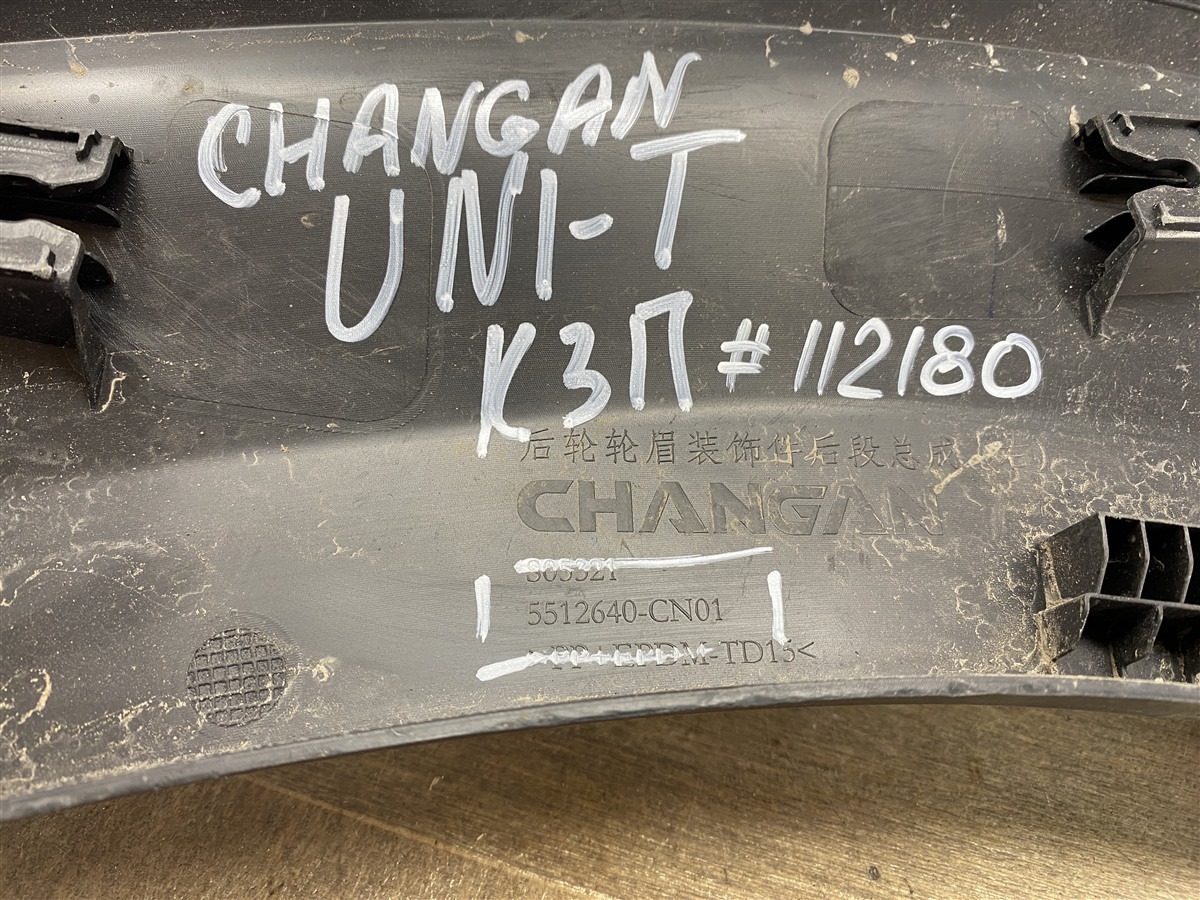 CHANGAN
UNI-T
КЗП #112180
后轮轮眉装饰件后段总成
CHANGAN
S05321
5512640-CN01
>PP+EPDM-TD15<